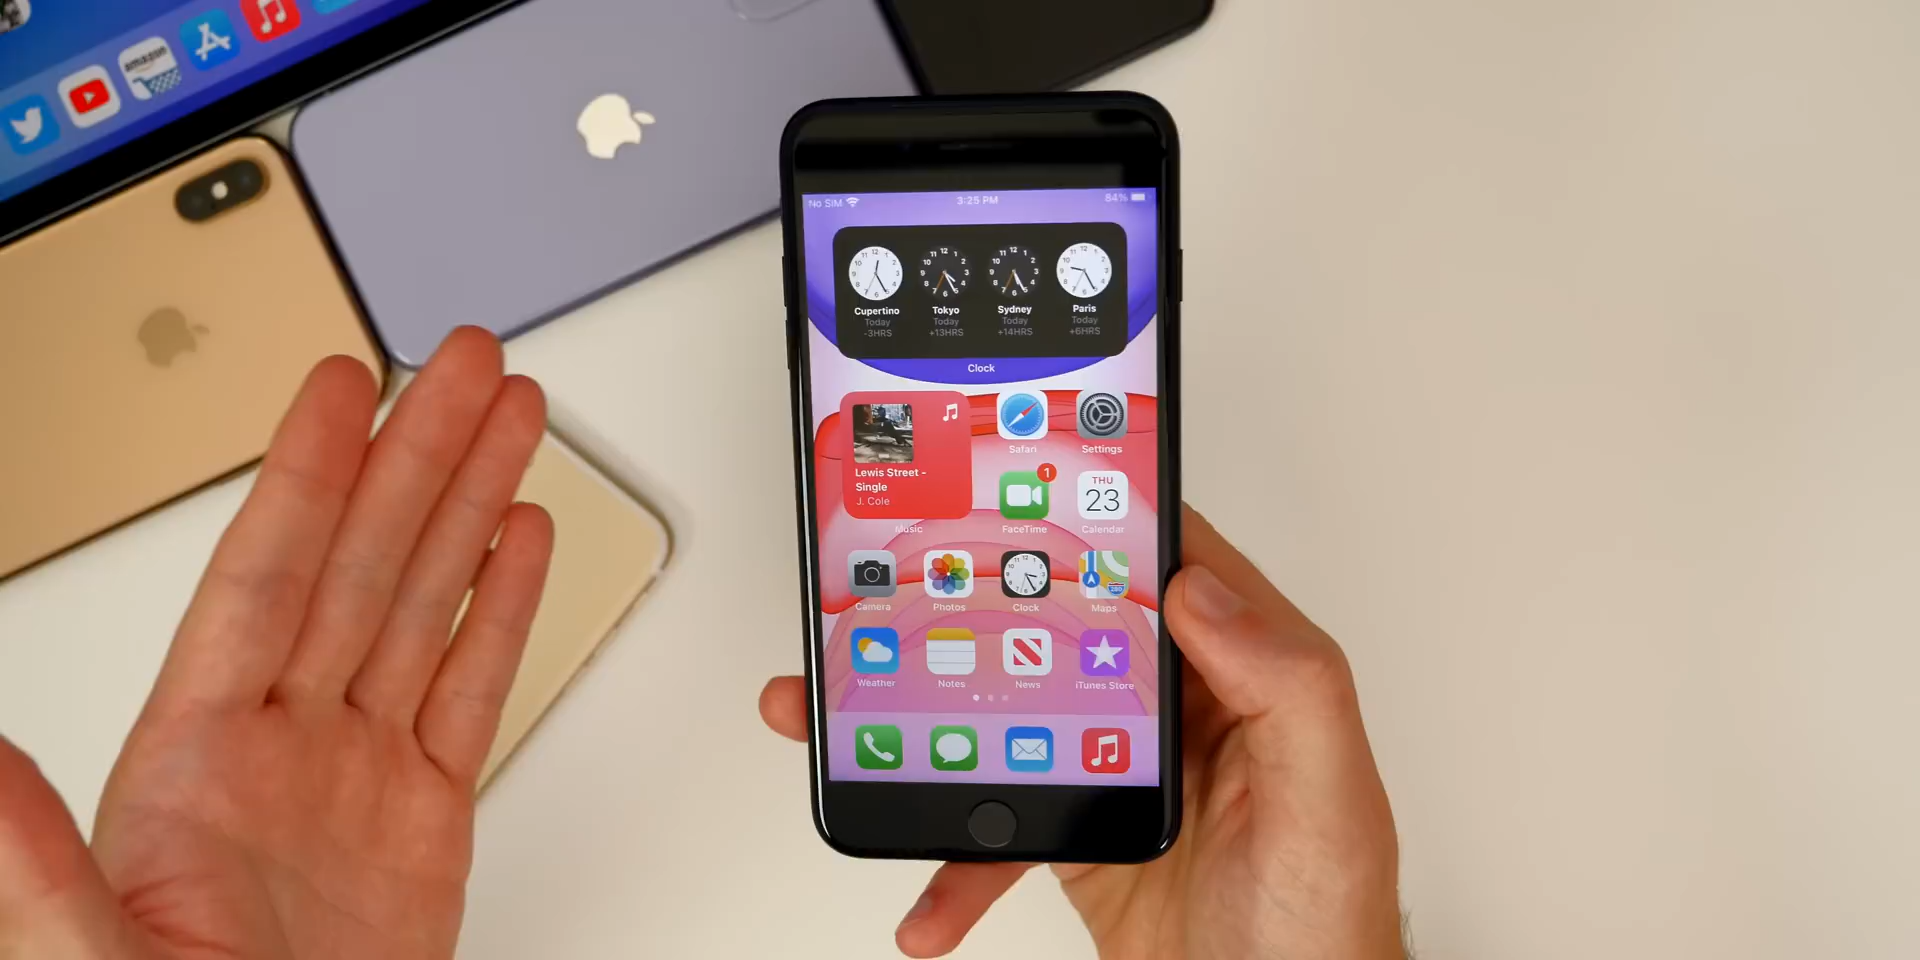 amazon
No SIM 3:25 PM 84%
Cupertino Tokyo Sydney Paris
Today Today Today Today
-3HRS +13HRS +14HRS +6HRS
Clock
Lewis Street -
Single
J. Cole
Music
Safari Settings
1
THU
23
FaceTime Calendar
Camera Photos Clock Maps
280
Weather Notes News iTunes Store